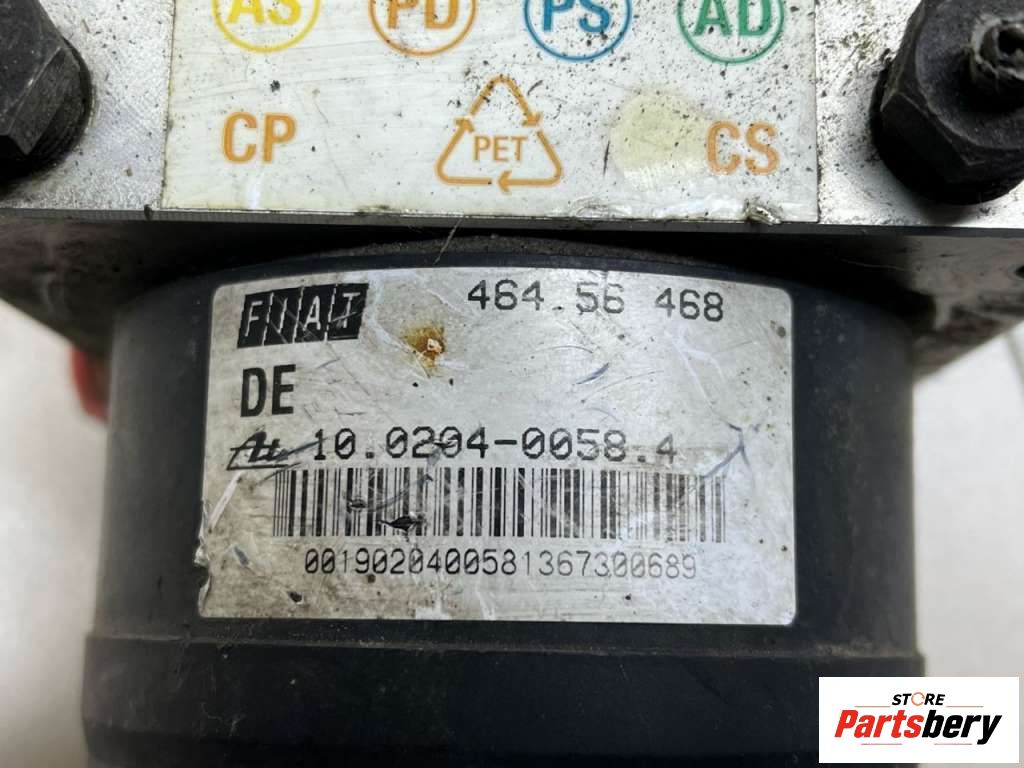 AS PD PS AD
CP PET CS
FIAT 464.56 468
DE
Ate 10.0204-0058.4
0019020400581367300689
STORE
Partsbery